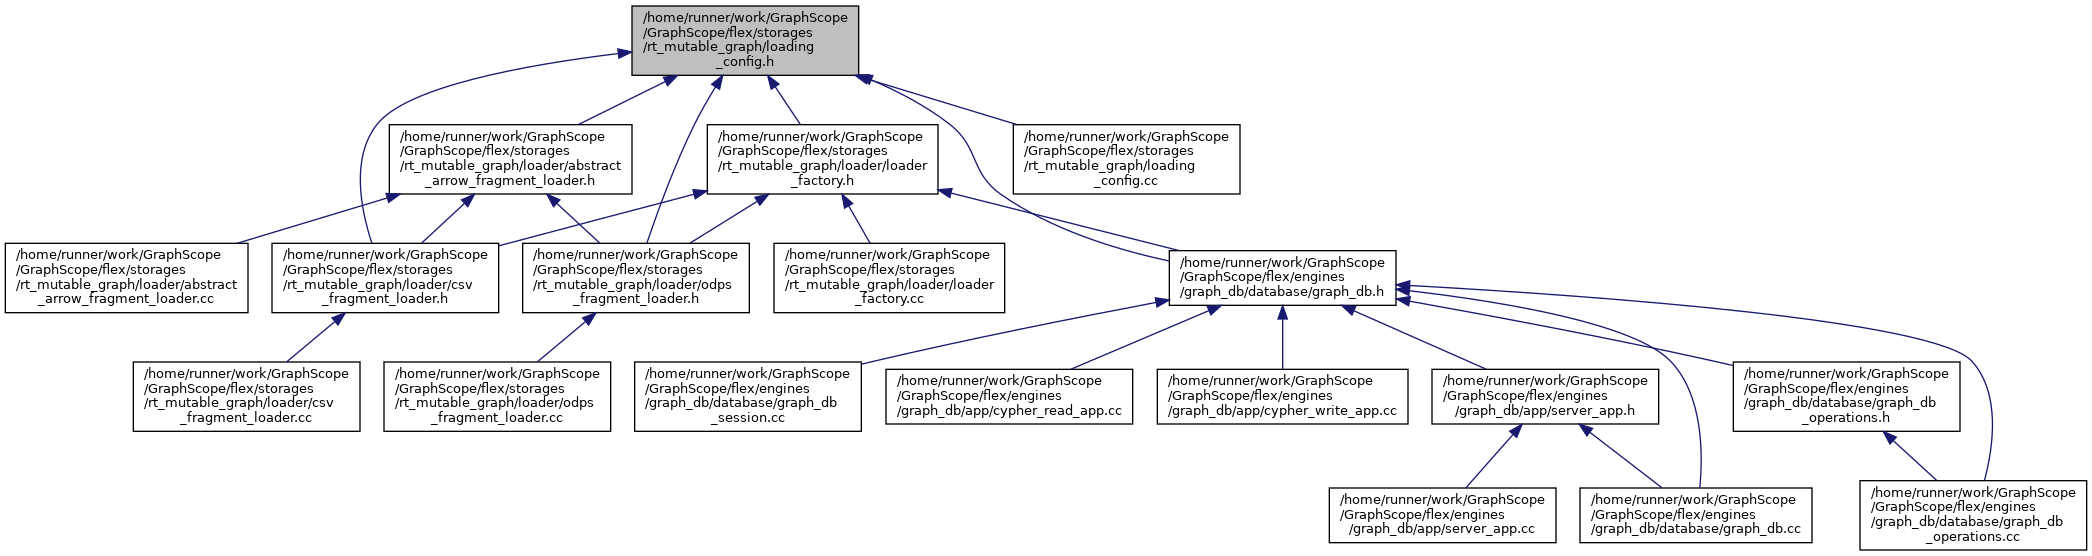 /home/runner/work/GraphScope
/GraphScope/flex/storages
/rt_mutable_graph/loading
_config.h
/home/runner/work/GraphScope
/GraphScope/flex/storages
/rt_mutable_graph/loader/abstract
_arrow_fragment_loader.h
/home/runner/work/GraphScope
/GraphScope/flex/storages
/rt_mutable_graph/loader/loader
_factory.h
/home/runner/work/GraphScope
/GraphScope/flex/storages
/rt_mutable_graph/loading
_config.cc
/home/runner/work/GraphScope
/GraphScope/flex/storages
/rt_mutable_graph/loader/abstract
_arrow_fragment_loader.cc
/home/runner/work/GraphScope
/GraphScope/flex/storages
/rt_mutable_graph/loader/csv
_fragment_loader.h
/home/runner/work/GraphScope
/GraphScope/flex/storages
/rt_mutable_graph/loader/odps
_fragment_loader.h
/home/runner/work/GraphScope
/GraphScope/flex/storages
/rt_mutable_graph/loader/loader
_factory.cc
/home/runner/work/GraphScope
/GraphScope/flex/engines
/graph_db/database/graph_db.h
/home/runner/work/GraphScope
/GraphScope/flex/storages
/rt_mutable_graph/loader/csv
_fragment_loader.cc
/home/runner/work/GraphScope
/GraphScope/flex/storages
/rt_mutable_graph/loader/odps
_fragment_loader.cc
/home/runner/work/GraphScope
/GraphScope/flex/engines
/graph_db/database/graph_db
_session.cc
/home/runner/work/GraphScope
/GraphScope/flex/engines
/graph_db/app/cypher_read_app.cc
/home/runner/work/GraphScope
/GraphScope/flex/engines
/graph_db/app/cypher_write_app.cc
/home/runner/work/GraphScope
/GraphScope/flex/engines
/graph_db/app/server_app.h
/home/runner/work/GraphScope
/GraphScope/flex/engines
/graph_db/database/graph_db
_operations.h
/home/runner/work/GraphScope
/GraphScope/flex/engines
/graph_db/app/server_app.cc
/home/runner/work/GraphScope
/GraphScope/flex/engines
/graph_db/database/graph_db.cc
/home/runner/work/GraphScope
/GraphScope/flex/engines
/graph_db/database/graph_db
_operations.cc